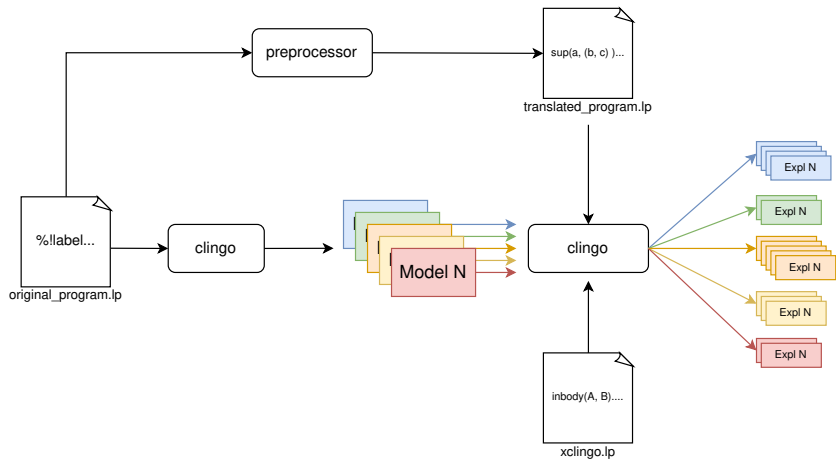 preprocessor
sup(a, (b, c) )...
translated_program.lp
%!label...
original_program.lp
clingo
Model N
clingo
Expl N
Expl N
Expl N
Expl N
Expl N
inbody(A, B)....
xclingo.lp